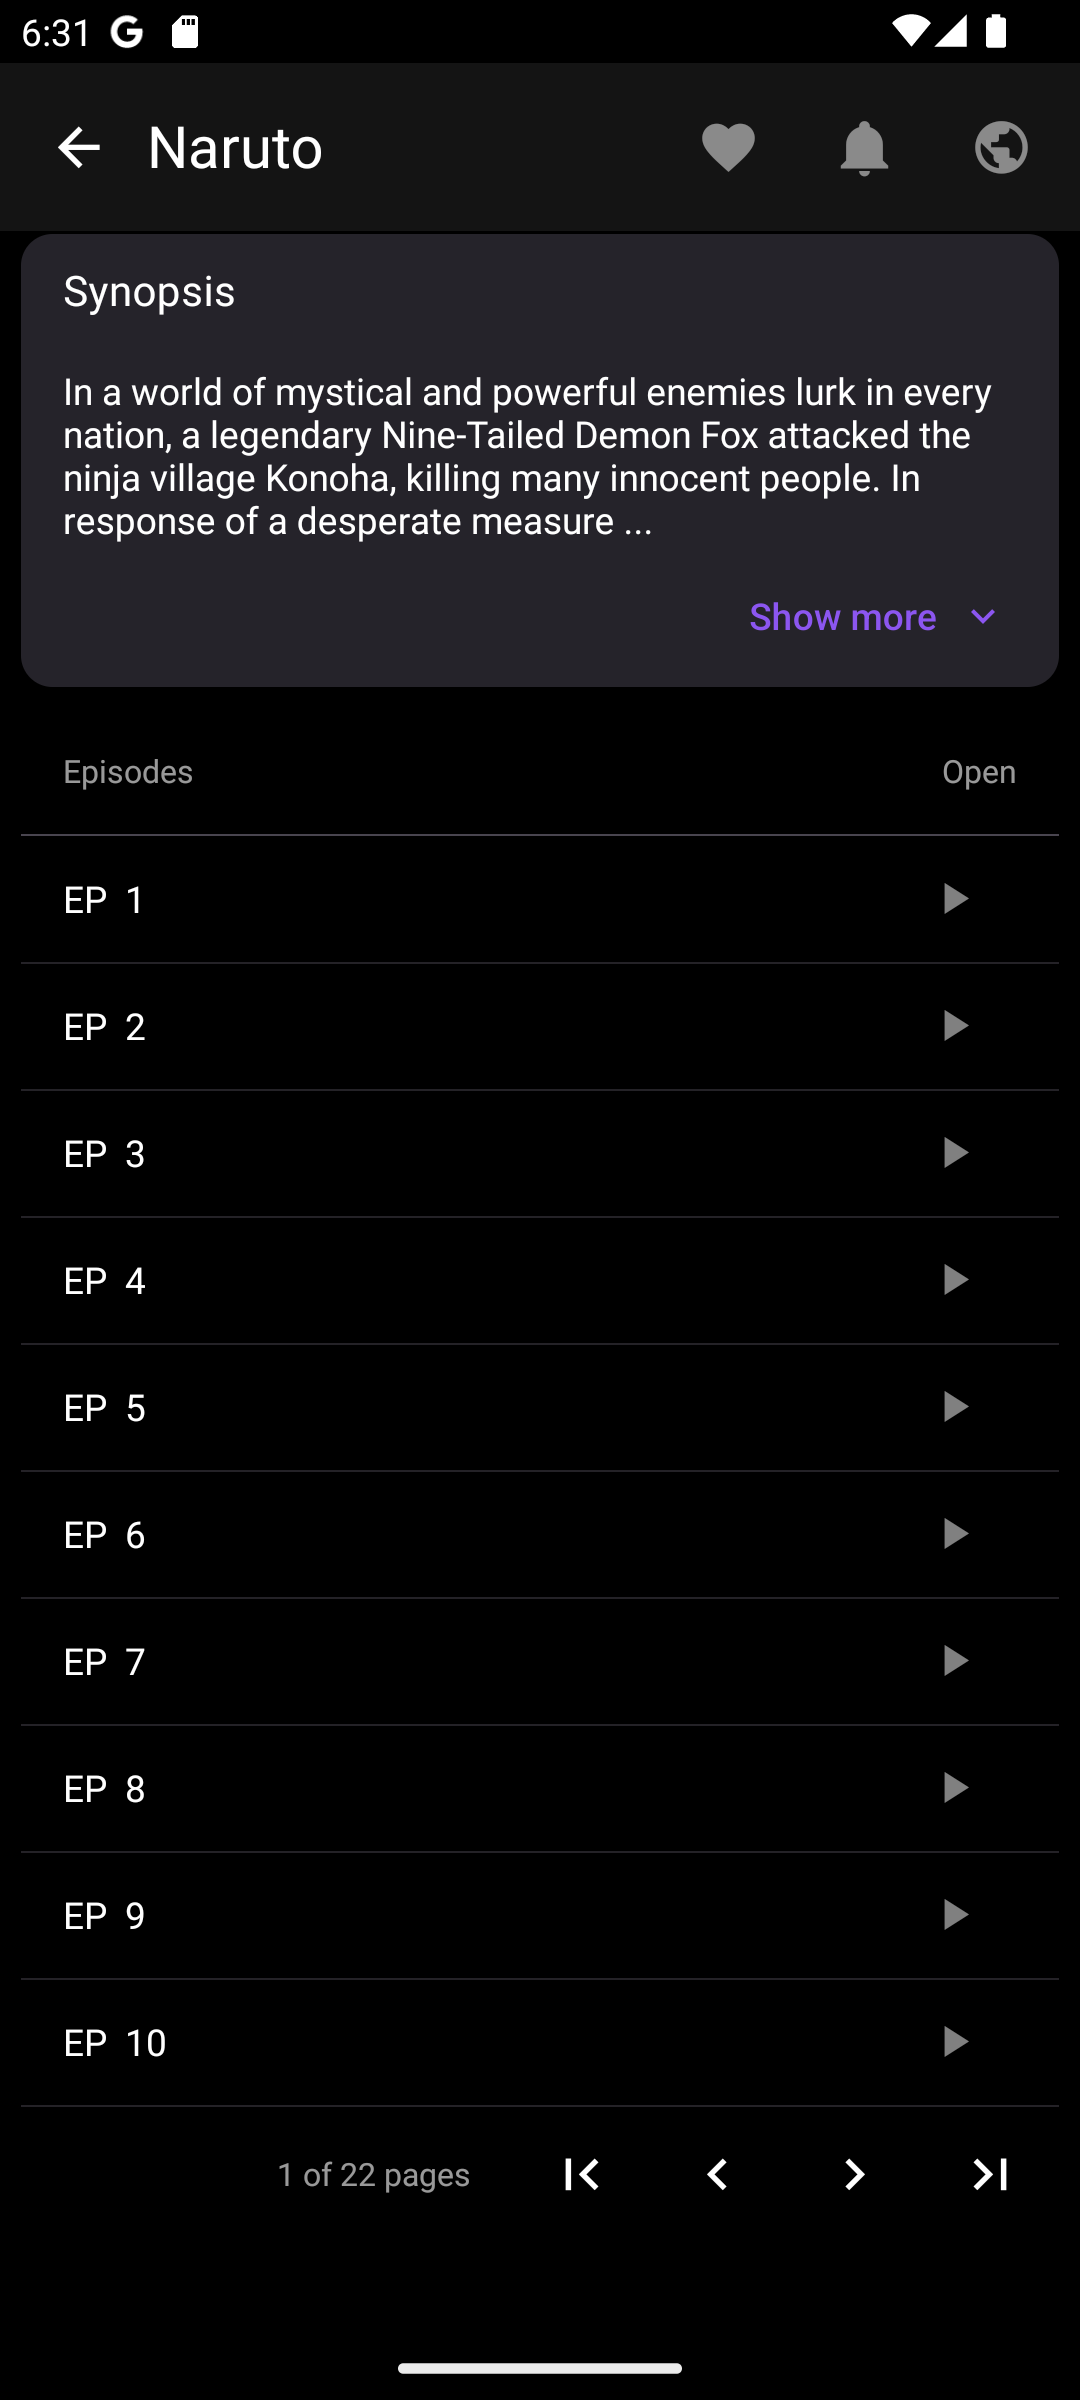 6:31
Naruto
Synopsis
In a world of mystical and powerful enemies lurk in every
nation, a legendary Nine-Tailed Demon Fox attacked the
ninja village Konoha, killing many innocent people. In
response of a desperate measure ...
Show more
Episodes Open
EP 1
EP 2
EP 3
EP 4
EP 5
EP 6
EP 7
EP 8
EP 9
EP 10
1 of 22 pages